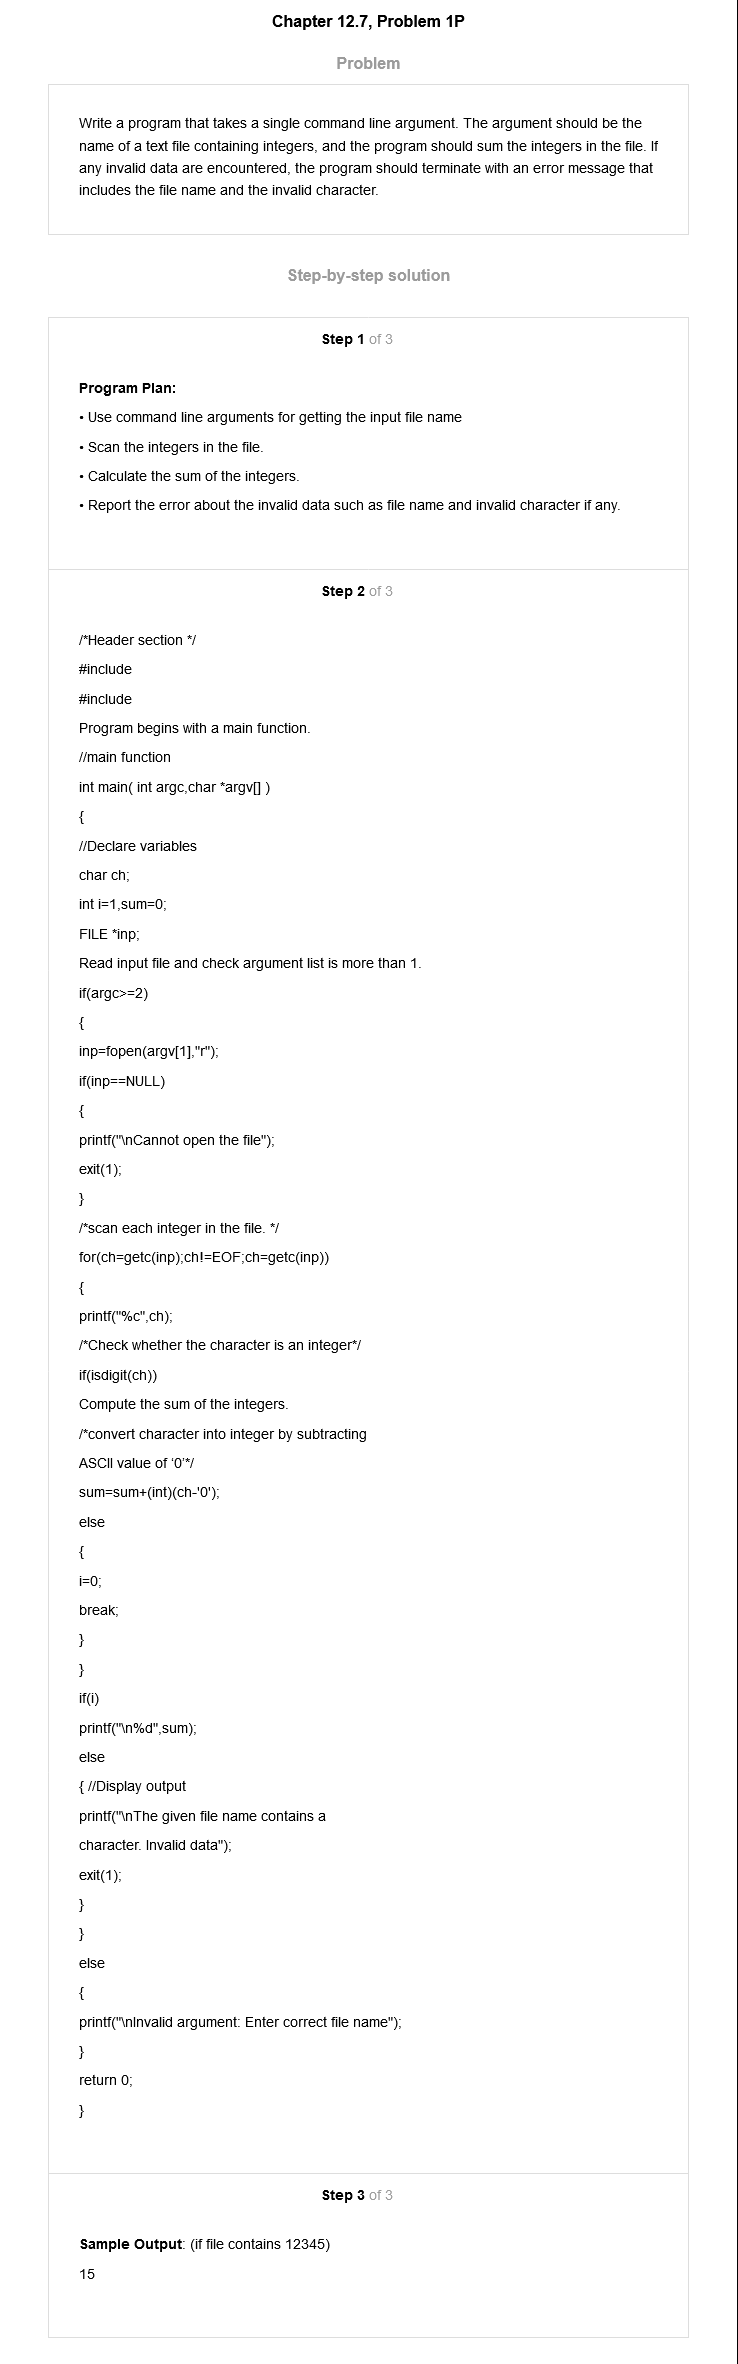 Chapter 12.7, Problem 1P
Problem
Write a program that takes a single command line argument. The argument should be the
name of a text file containing integers, and the program should sum the integers in the file. If
any invalid data are encountered, the program should terminate with an error message that
includes the file name and the invalid character.
Step-by-step solution
Step 1 of 3
Program Plan:
• Use command line arguments for getting the input file name
• Scan the integers in the file.
• Calculate the sum of the integers.
• Report the error about the invalid data such as file name and invalid character if any.
Step 2 of 3
/*Header section */
#include
#include
Program begins with a main function.
//main function
int main( int argc,char *argv[] )
{
//Declare variables
char ch;
int i=1,sum=0;
FILE *inp;
Read input file and check argument list is more than 1.
if(argc>=2)
{
inp=fopen(argv[1],"r");
if(inp==NULL)
{
printf("\nCannot open the file");
exit(1);
}
/*scan each integer in the file. */
for(ch=getc(inp);ch!=EOF;ch=getc(inp))
{
printf("%c",ch);
/*Check whether the character is an integer*/
if(isdigit(ch))
Compute the sum of the integers.
/*convert character into integer by subtracting
ASCII value of ‘0’*/
sum=sum+(int)(ch-'0');
else
{
i=0;
break;
}
}
if(i)
printf("\n%d",sum);
else
{ //Display output
printf("\nThe given file name contains a
character. Invalid data");
exit(1);
}
}
else
{
printf("\nInvalid argument: Enter correct file name");
}
return 0;
}
Step 3 of 3
Sample Output: (if file contains 12345)
15